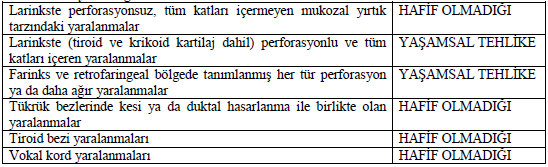 Larinkste perforasyonsuz, tüm katları içermeyen mukozal yırtık HAFİF OLMADIĞI
tarzındaki yaralanmalar
Larinkste (tiroid ve krikoid kartilaj dahil) perforasyonlu ve tüm YAŞAMSAL TEHLİKE
katları içeren yaralanmalar
Farinks ve retrofaringeal bölgede tanımlanmış her tür perforasyon YAŞAMSAL TEHLİKE
ya da daha ağır yaralanmalar
Tükrük bezlerinde kesi ya da duktal hasarlanma ile birlikte olan HAFİF OLMADIĞI
yaralanmalar
Tiroid bezi yaralanmaları HAFİF OLMADIĞI
Vokal kord yaralanmaları HAFİF OLMADIĞI